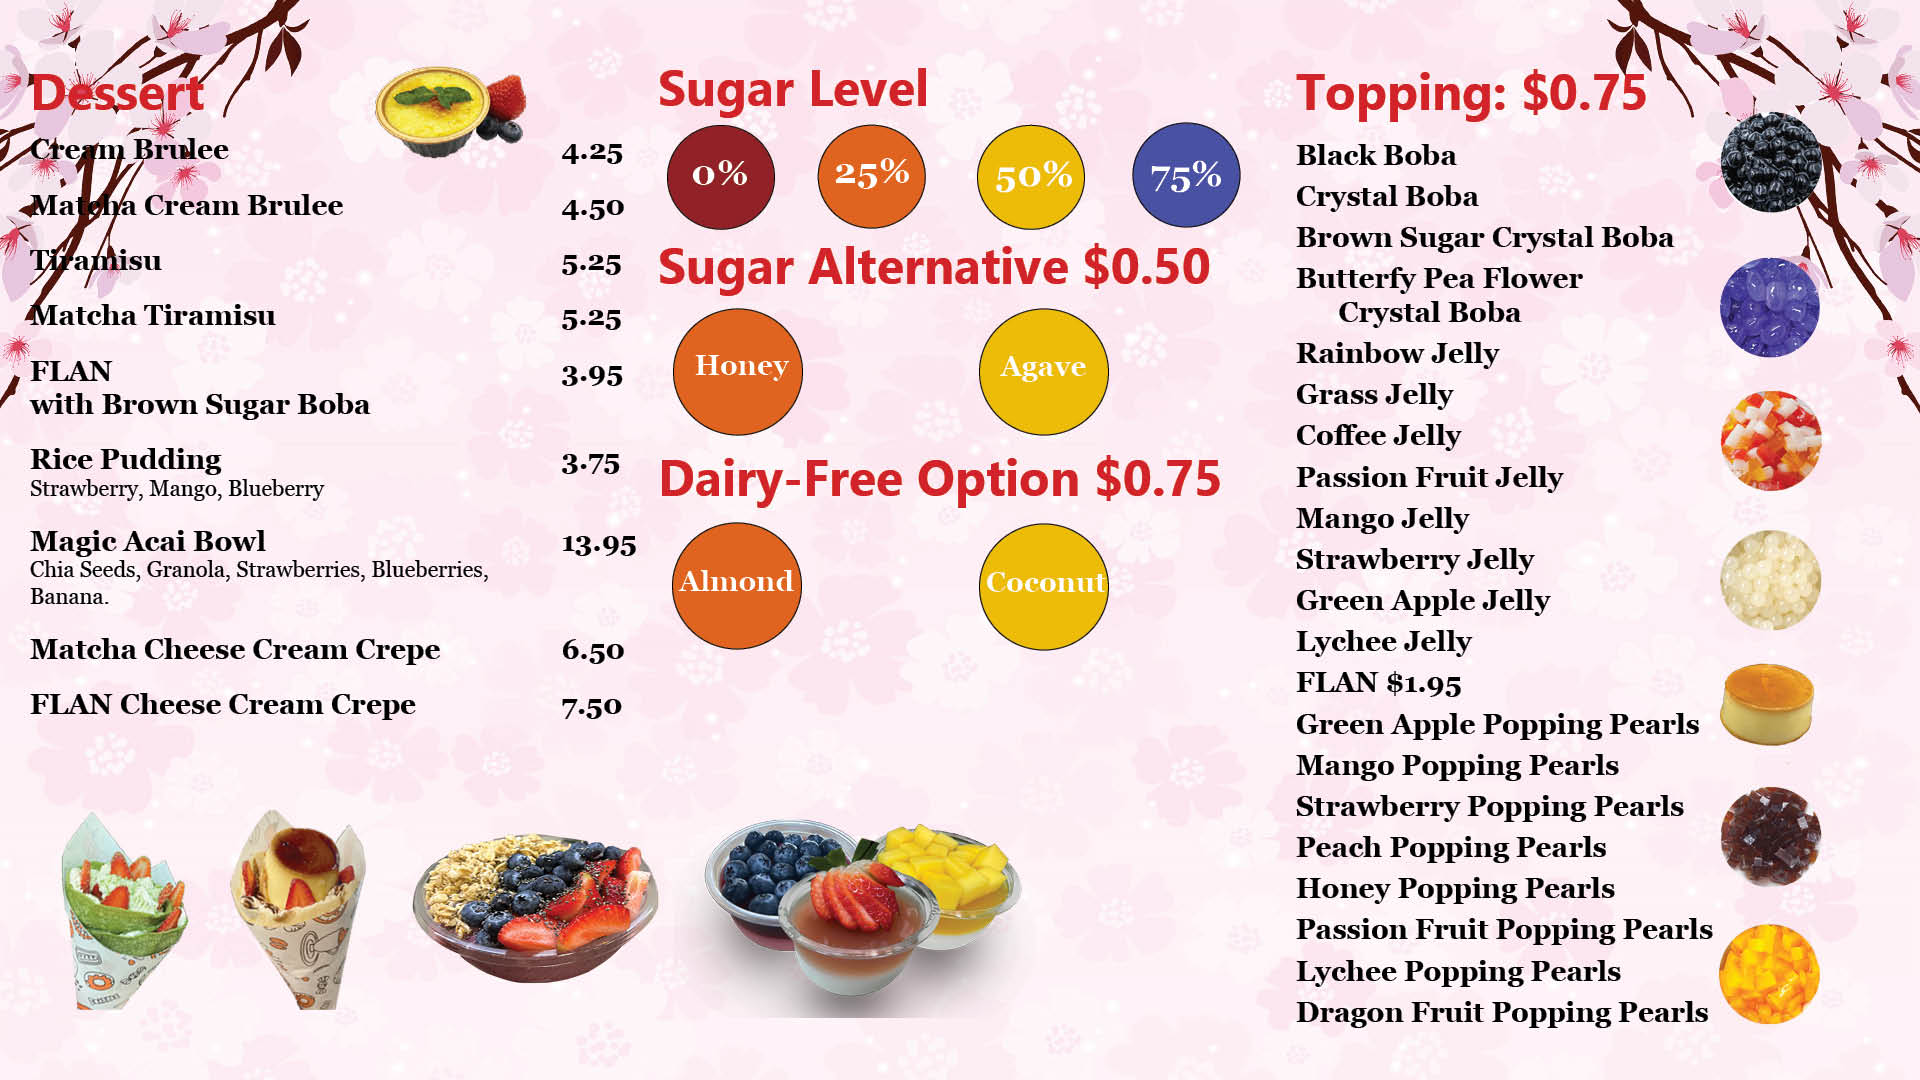 Dessert
Cream Brulee 4.25
Matcha Cream Brulee 4.50
Tiramisu 5.25
Matcha Tiramisu 5.25
FLAN 3.95
with Brown Sugar Boba
Rice Pudding 3.75
Strawberry, Mango, Blueberry
Magic Acai Bowl 13.95
Chia Seeds, Granola, Strawberries, Blueberries,
Banana.
Matcha Cheese Cream Crepe 6.50
FLAN Cheese Cream Crepe 7.50
Sugar Level
0% 25% 50% 75%
Sugar Alternative $0.50
Honey Agave
Dairy-Free Option $0.75
Almond Coconut
Topping: $0.75
Black Boba
Crystal Boba
Brown Sugar Crystal Boba
Butterfy Pea Flower
Crystal Boba
Rainbow Jelly
Grass Jelly
Coffee Jelly
Passion Fruit Jelly
Mango Jelly
Strawberry Jelly
Green Apple Jelly
Lychee Jelly
FLAN $1.95
Green Apple Popping Pearls
Mango Popping Pearls
Strawberry Popping Pearls
Peach Popping Pearls
Honey Popping Pearls
Passion Fruit Popping Pearls
Lychee Popping Pearls
Dragon Fruit Popping Pearls